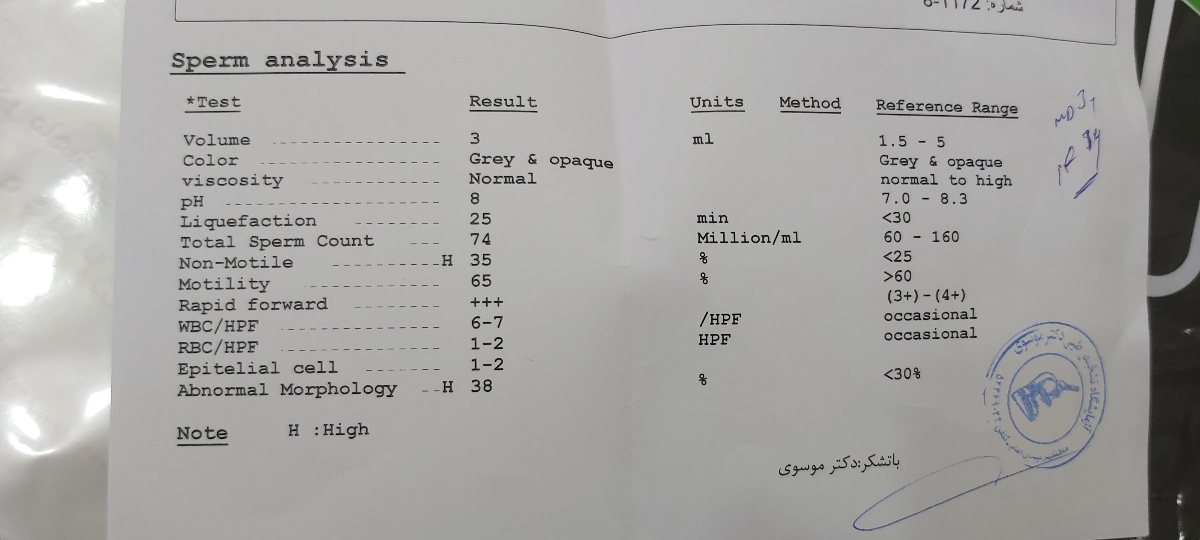 شماره: 1172-8
Sperm analysis
*Test Result Units Method Reference Range
Volume 3 ml 1.5 - 5
Color Grey & opaque Grey & opaque
viscosity Normal normal to high
pH 8 7.0 - 8.3
Liquefaction 25 min <30
Total Sperm Count 74 Million/ml 60 - 160
Non-Motile H 35 % <25
Motility 65 % >60
Rapid forward +++ (3+)-(4+)
WBC/HPF 6-7 /HPF occasional
RBC/HPF 1-2 HPF occasional
Epitelial cell 1-2
Abnormal Morphology H 38 % <30%
Note H :High
باتشکر:دکتر موسوی